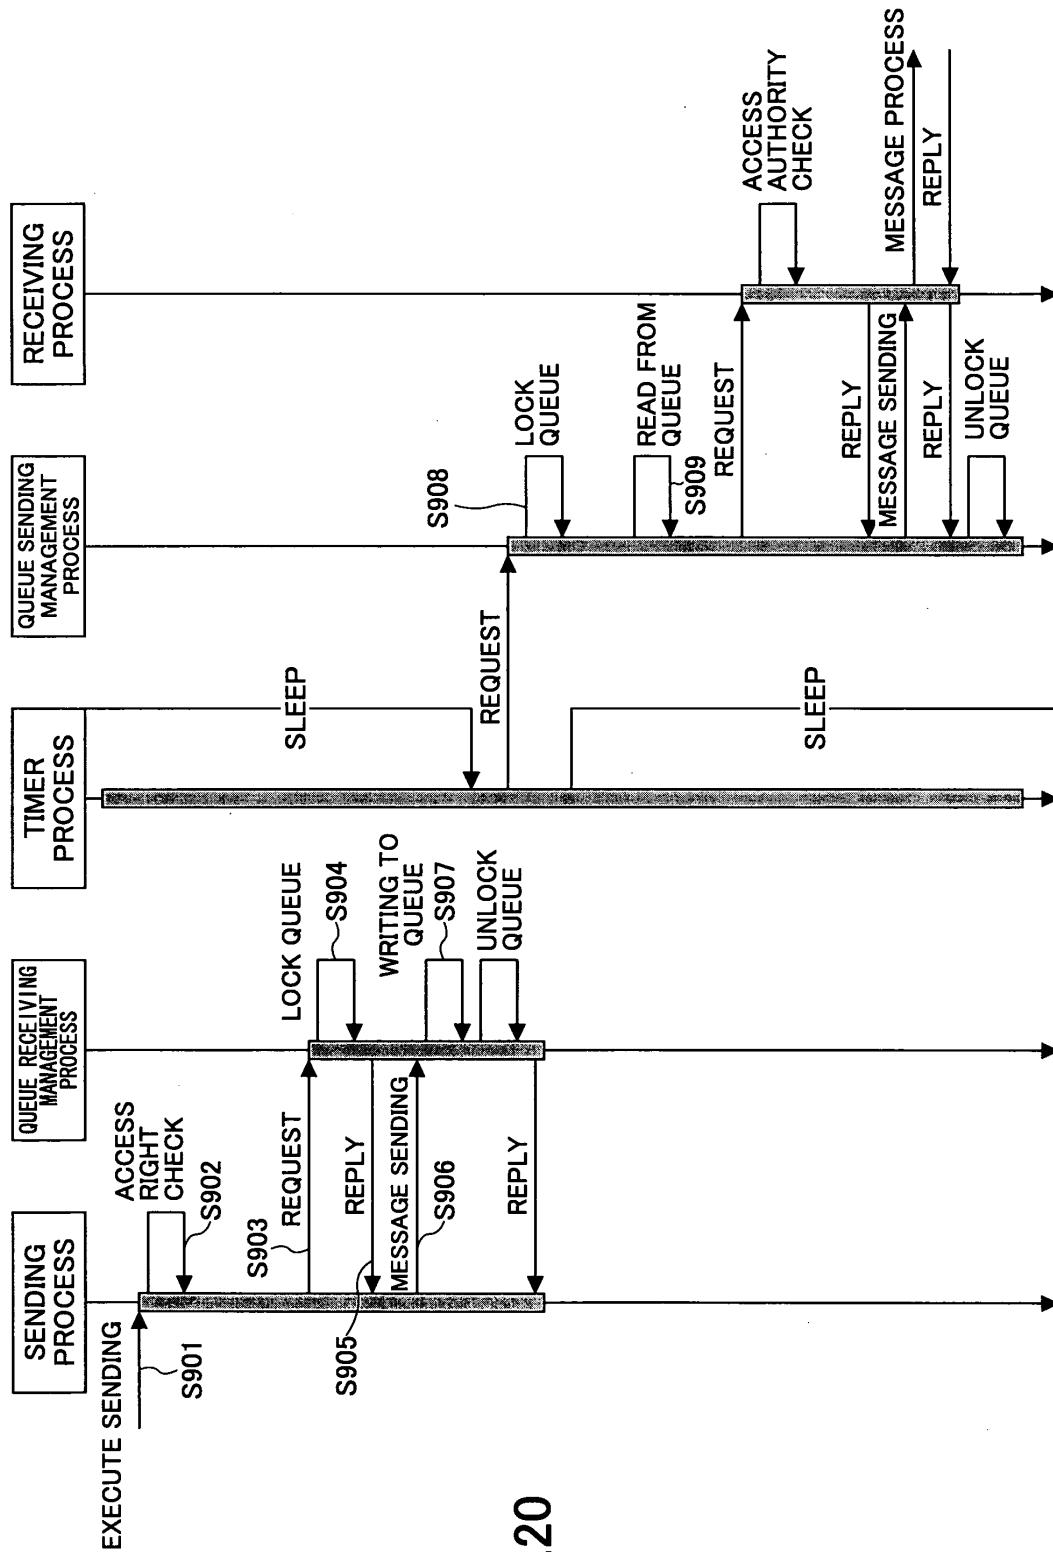 SENDING
PROCESS
QUEUE RECEIVING
MANAGEMENT
PROCESS
TIMER
PROCESS
QUEUE SENDING
MANAGEMENT
PROCESS
RECEIVING
PROCESS
EXECUTE SENDING
S901
ACCESS
RIGHT
CHECK
S902
S903
REQUEST
LOCK QUEUE
S904
REPLY
S905
MESSAGE SENDING
S906
WRITING TO
QUEUE
S907
UNLOCK
QUEUE
REPLY
SLEEP
REQUEST
SLEEP
S908
LOCK
QUEUE
READ FROM
QUEUE
S909
REQUEST
ACCESS
AUTHORITY
CHECK
REPLY
MESSAGE SENDING
MESSAGE PROCESS
REPLY
REPLY
UNLOCK
QUEUE
.20